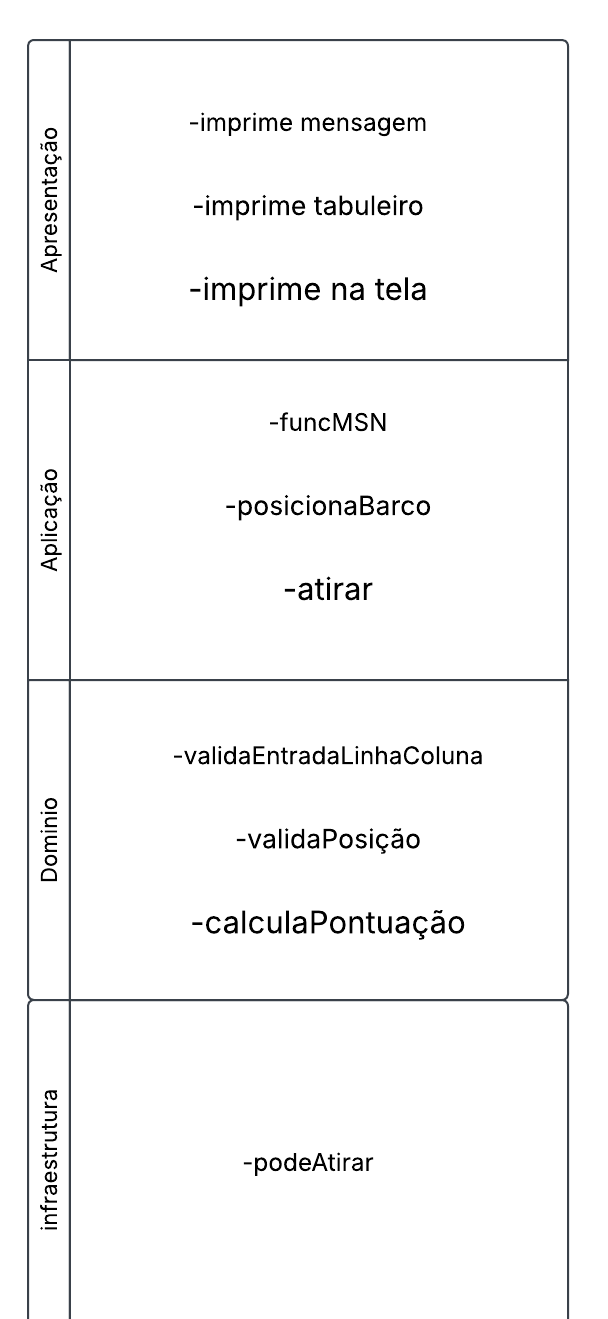 Apresentação
-imprime mensagem
-imprime tabuleiro
-imprime na tela
Aplicação
-funcMSN
-posicionaBarco
-atirar
Dominio
-validaEntradaLinhaColuna
-validaPosição
-calculaPontuação
infraestrutura
-podeAtirar